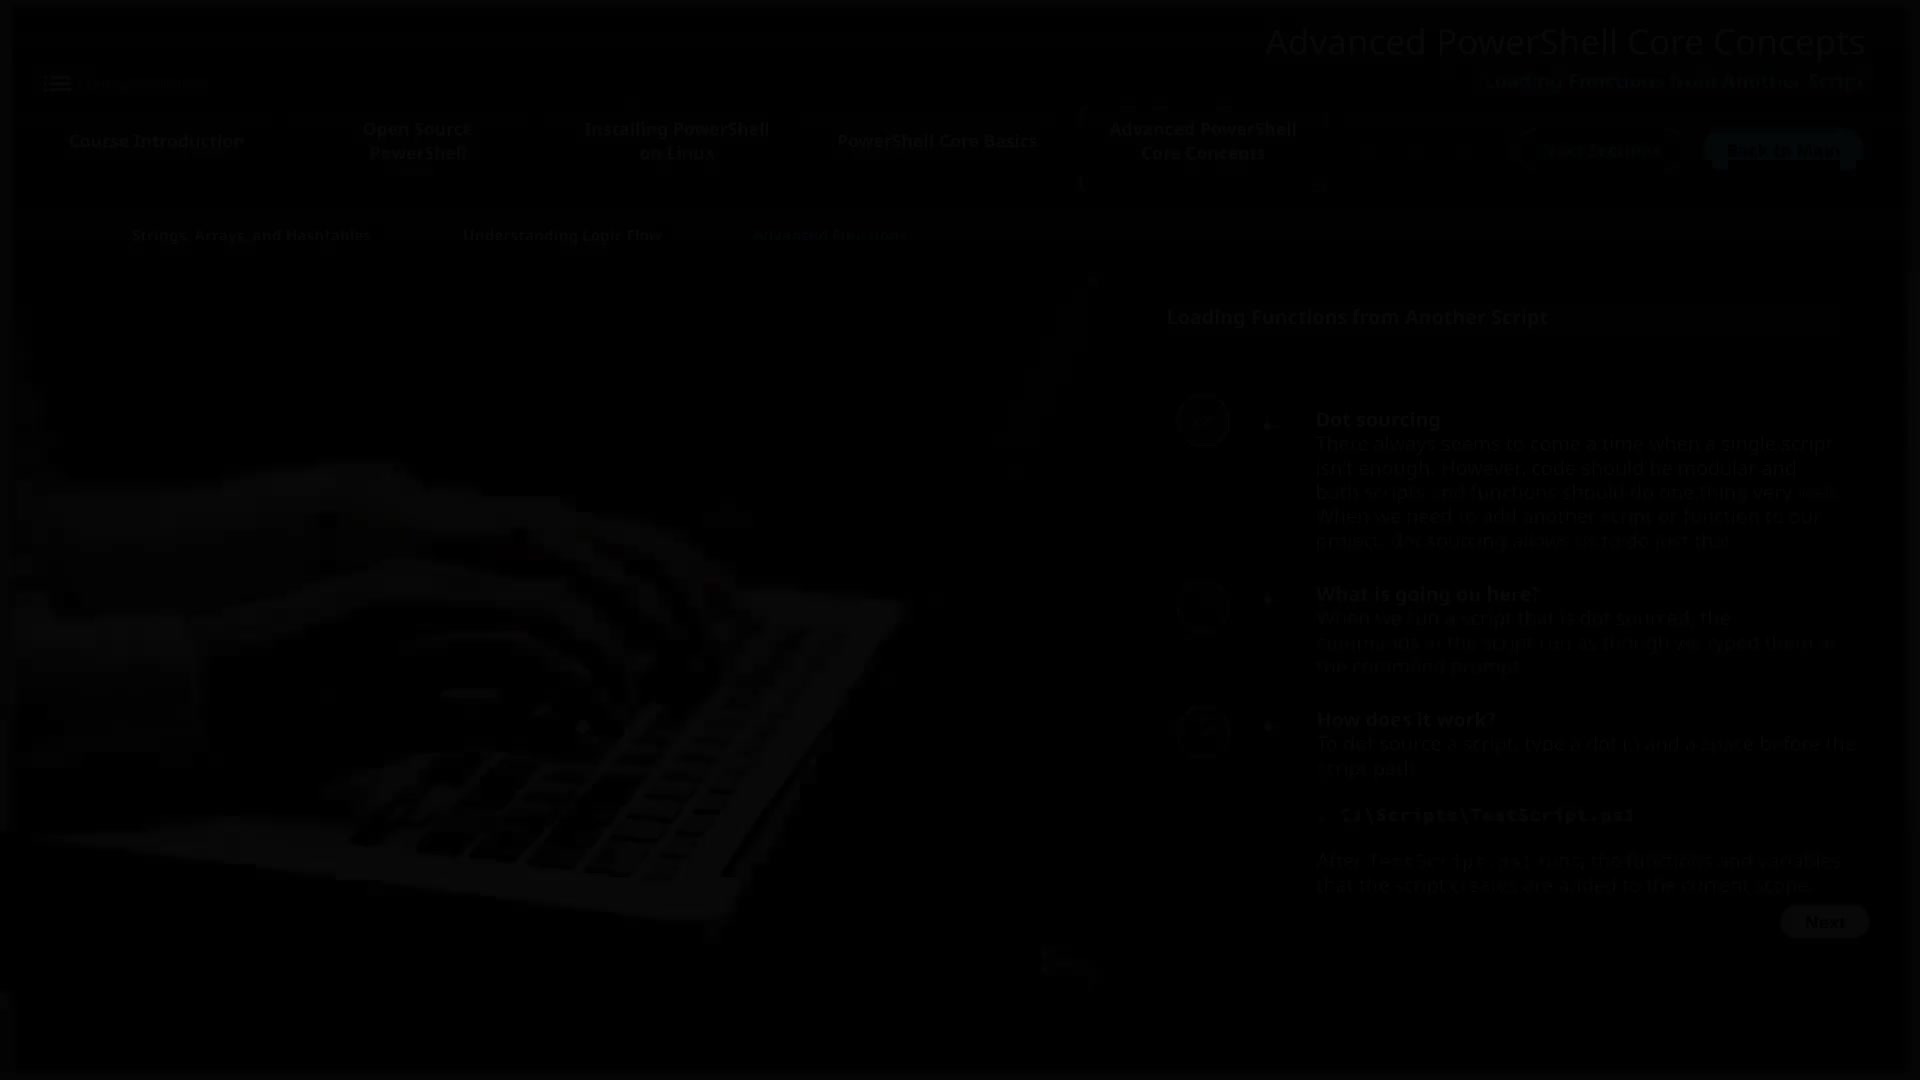 Advanced PowerShell Core Concepts
Loading Functions from Another Script
Course Introduction
Open Source
PowerShell
Installing PowerShell
on Linux
PowerShell Core Basics
Advanced PowerShell
Core Concepts
Back to Main
Strings, Arrays, and Hashtables
Understanding Logic Flow
Advanced Functions
Loading Functions from Another Script
Dot sourcing
There always seems to come a time when a single script
isn't enough. However, code should be modular and
both scripts and functions should do one thing very well.
When we need to add another script or function to our
project, dot sourcing allows us to do just that.
What is going on here?
When we run a script that is dot sourced, the
commands in the script run as though we typed them at
the command prompt.
How does it work?
To dot source a script, type a dot (.) and a space before the
script path:
. C:\Scripts\TestScript.ps1
After TestScript.ps1 runs, the functions and variables
that the script creates are added to the current scope.
Next